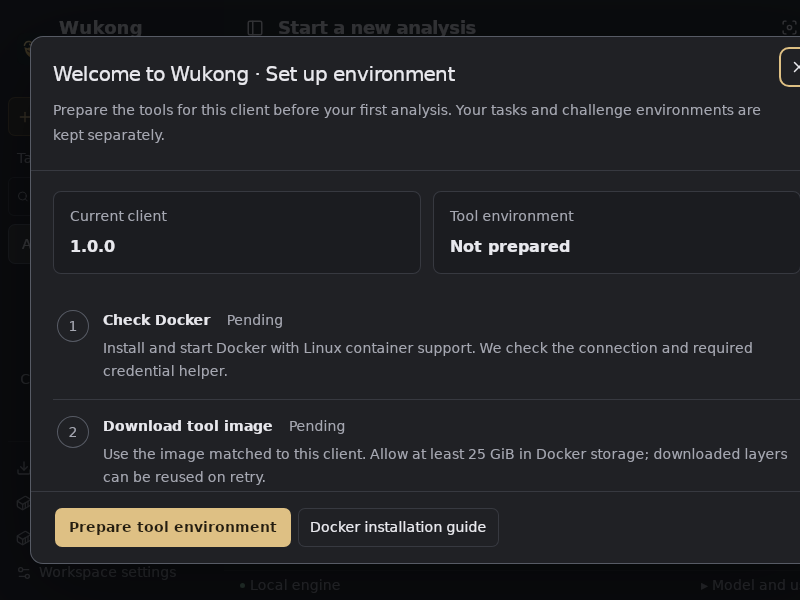 Wukong
Start a new analysis
Welcome to Wukong · Set up environment
Prepare the tools for this client before your first analysis. Your tasks and challenge environments are
kept separately.
Current client
1.0.0
Tool environment
Not prepared
1
Check Docker Pending
Install and start Docker with Linux container support. We check the connection and required
credential helper.
2
Download tool image Pending
Use the image matched to this client. Allow at least 25 GiB in Docker storage; downloaded layers
can be reused on retry.
Prepare tool environment
Docker installation guide
Workspace settings
• Local engine
▸ Model and